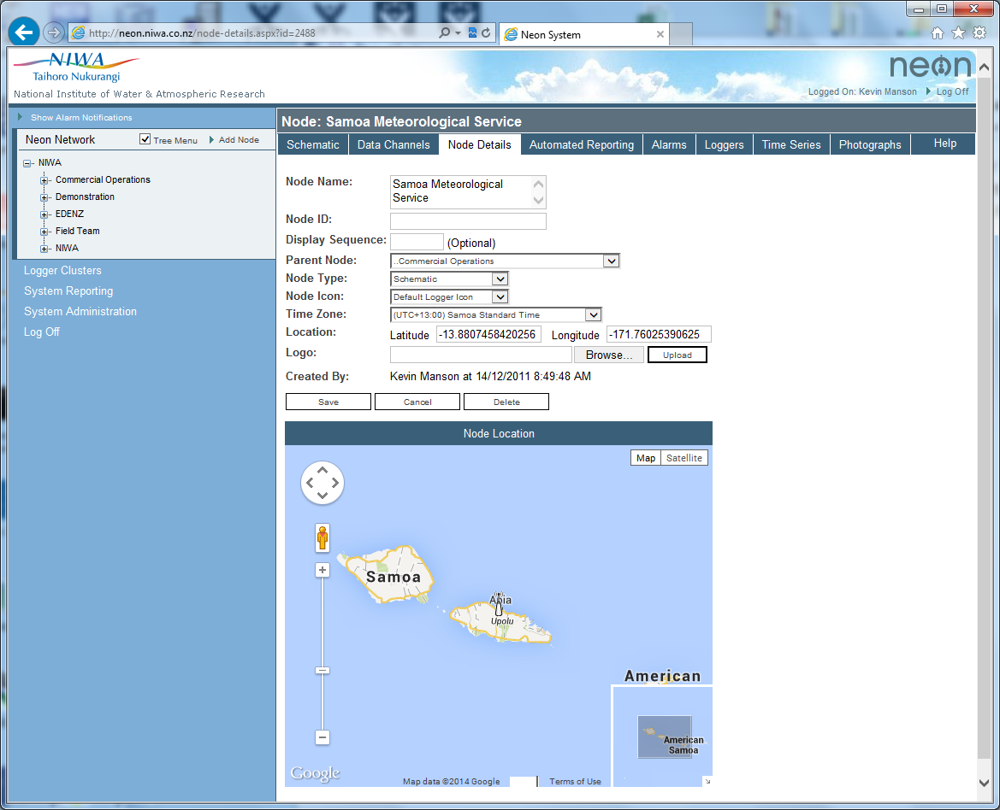 http://neon.niwa.co.nz/node-details.aspx?id=2488
Neon System
NIWA
Taihoro Nukurangi
National Institute of Water & Atmospheric Research
neon
Logged On: Kevin Manson Log Off
Show Alarm Notifications
Neon Network Tree Menu Add Node
NIWA
Commercial Operations
Demonstration
EDENZ
Field Team
NIWA
Logger Clusters
System Reporting
System Administration
Log Off
Node: Samoa Meteorological Service
Schematic Data Channels Node Details Automated Reporting Alarms Loggers Time Series Photographs Help
Node Name: Samoa Meteorological
Service
Node ID:
Display Sequence: (Optional)
Parent Node: ..Commercial Operations
Node Type: Schematic
Node Icon: Default Logger Icon
Time Zone: (UTC+13:00) Samoa Standard Time
Location: Latitude -13.8807458420256 Longitude -171.76025390625
Logo: Browse... Upload
Created By: Kevin Manson at 14/12/2011 8:49:48 AM
Save Cancel Delete
Node Location
Map Satellite
Samoa
Apia
Upolu
American
American
Samoa
Google
Map data ©2014 Google Terms of Use